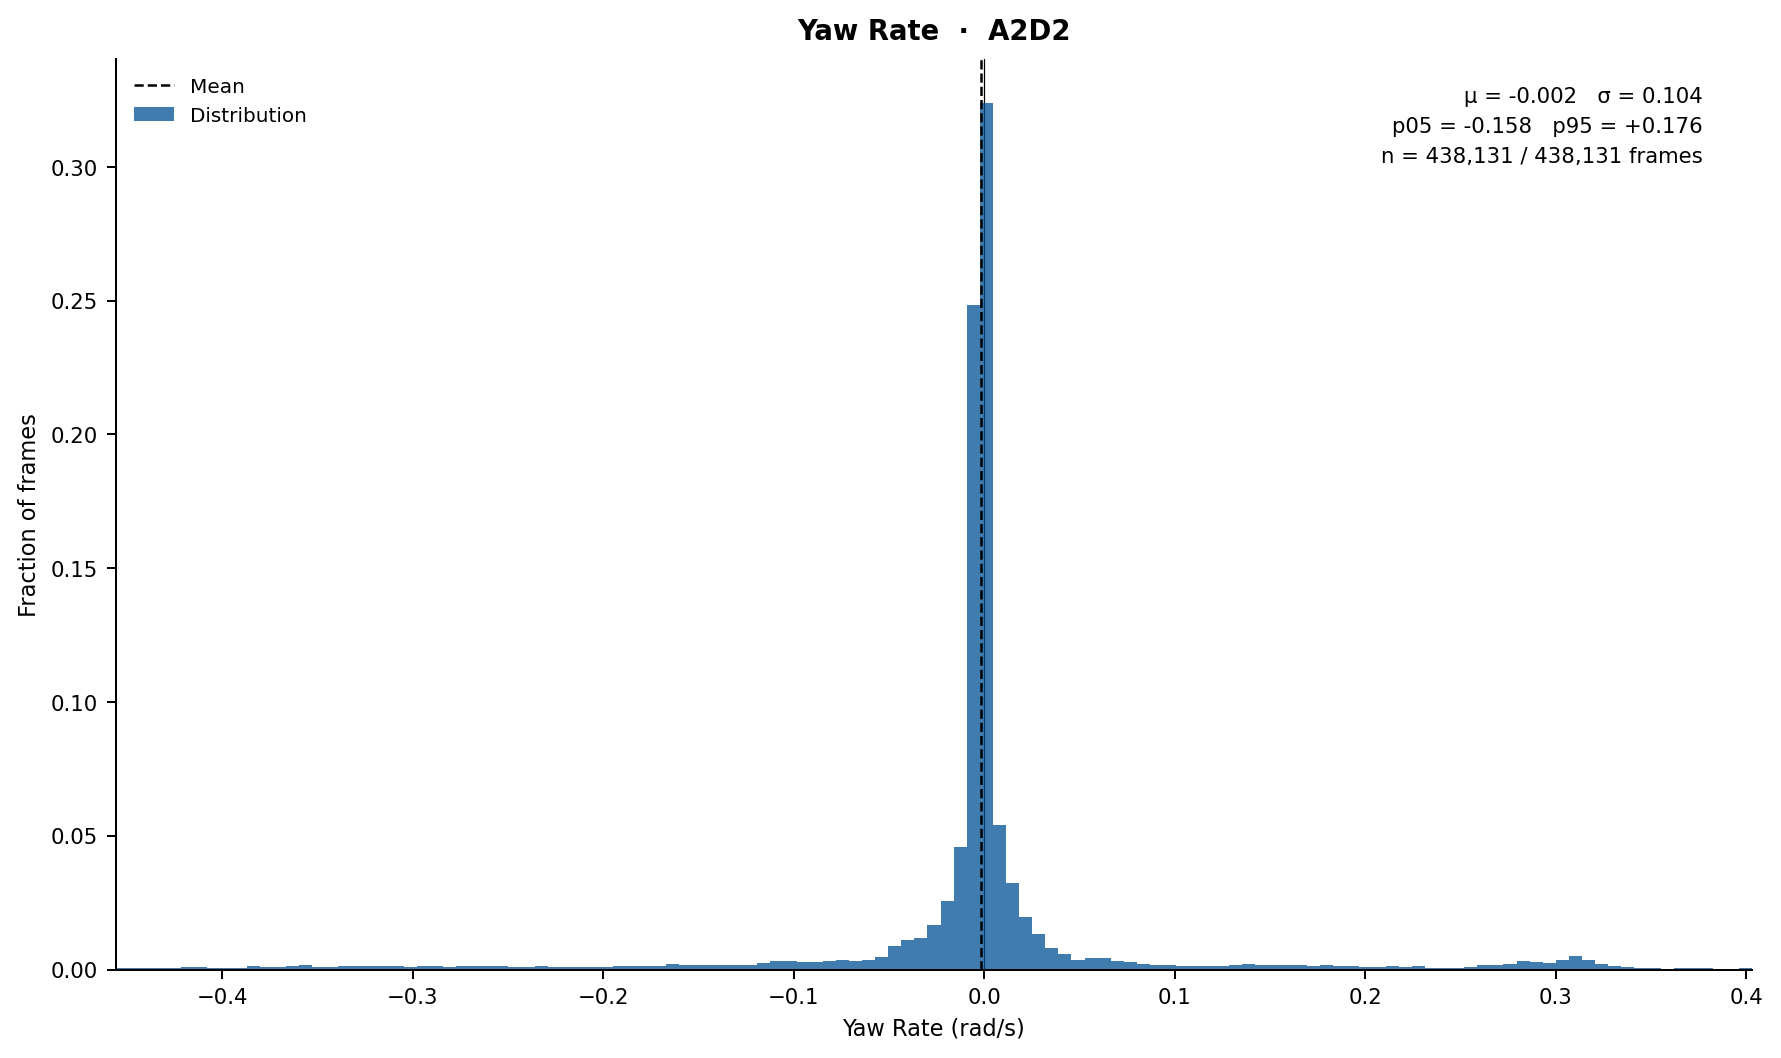 Yaw Rate · A2D2
Mean
Distribution
μ = -0.002 σ = 0.104
p05 = -0.158 p95 = +0.176
n = 438,131 / 438,131 frames
Fraction of frames
0.30
0.25
0.20
0.15
0.10
0.05
0.00
−0.4 −0.3 −0.2 −0.1 0.0 0.1 0.2 0.3 0.4
Yaw Rate (rad/s)